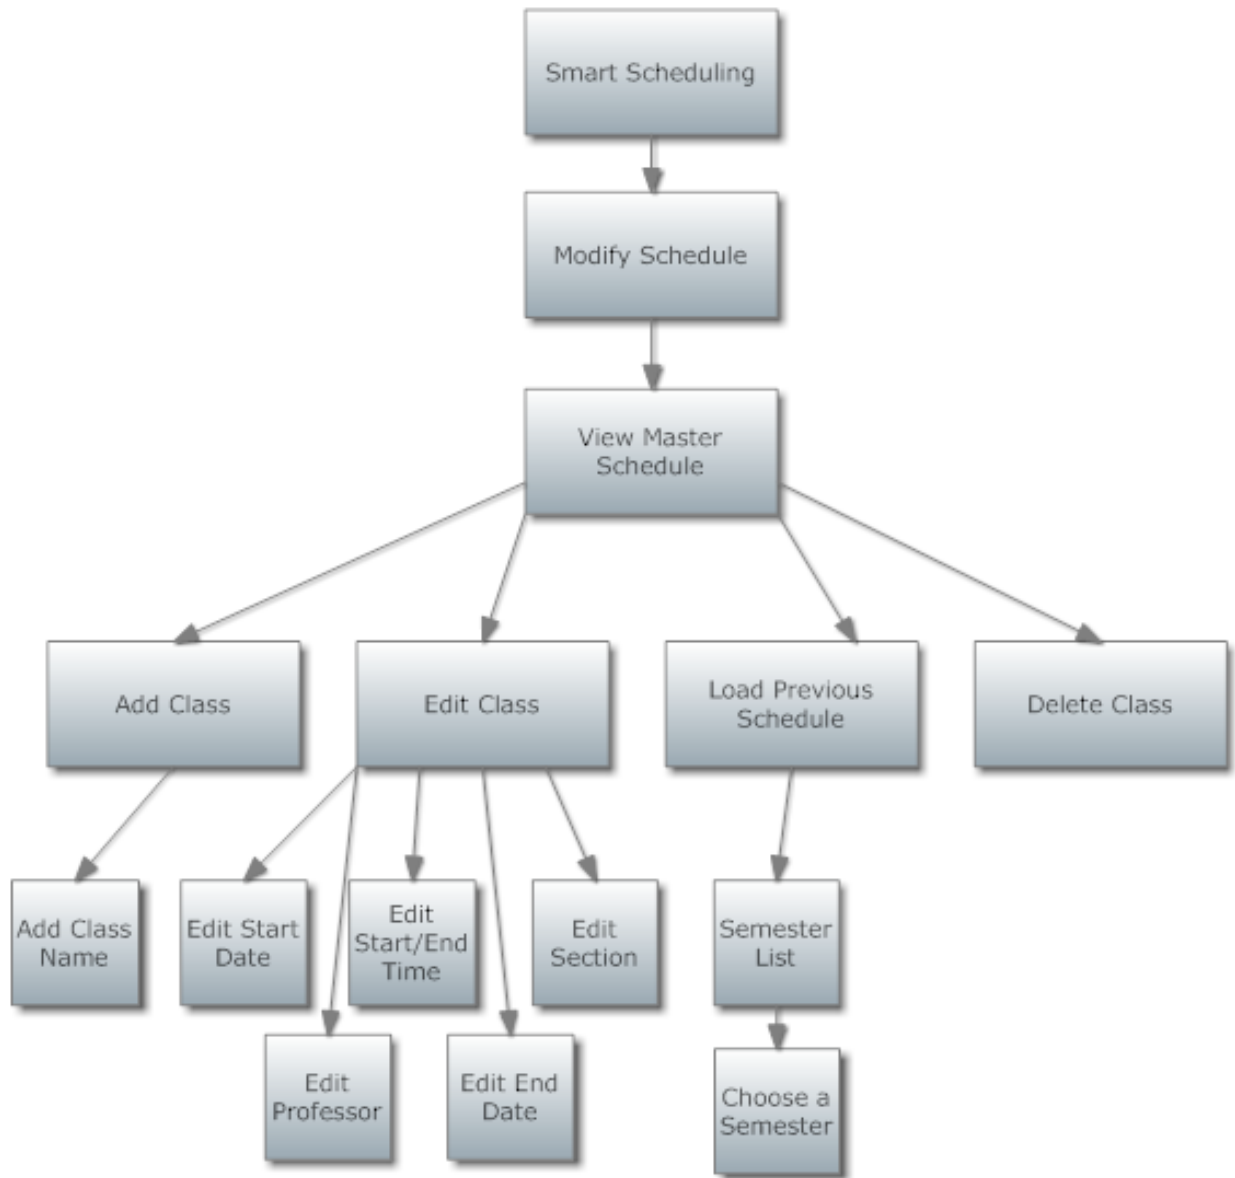 Smart Scheduling
Modify Schedule
View Master
Schedule
Add Class
Edit Class
Load Previous
Schedule
Delete Class
Add Class
Name
Edit Start
Date
Edit
Start/End
Time
Edit
Section
Semester
List
Edit
Professor
Edit End
Date
Choose a
Semester